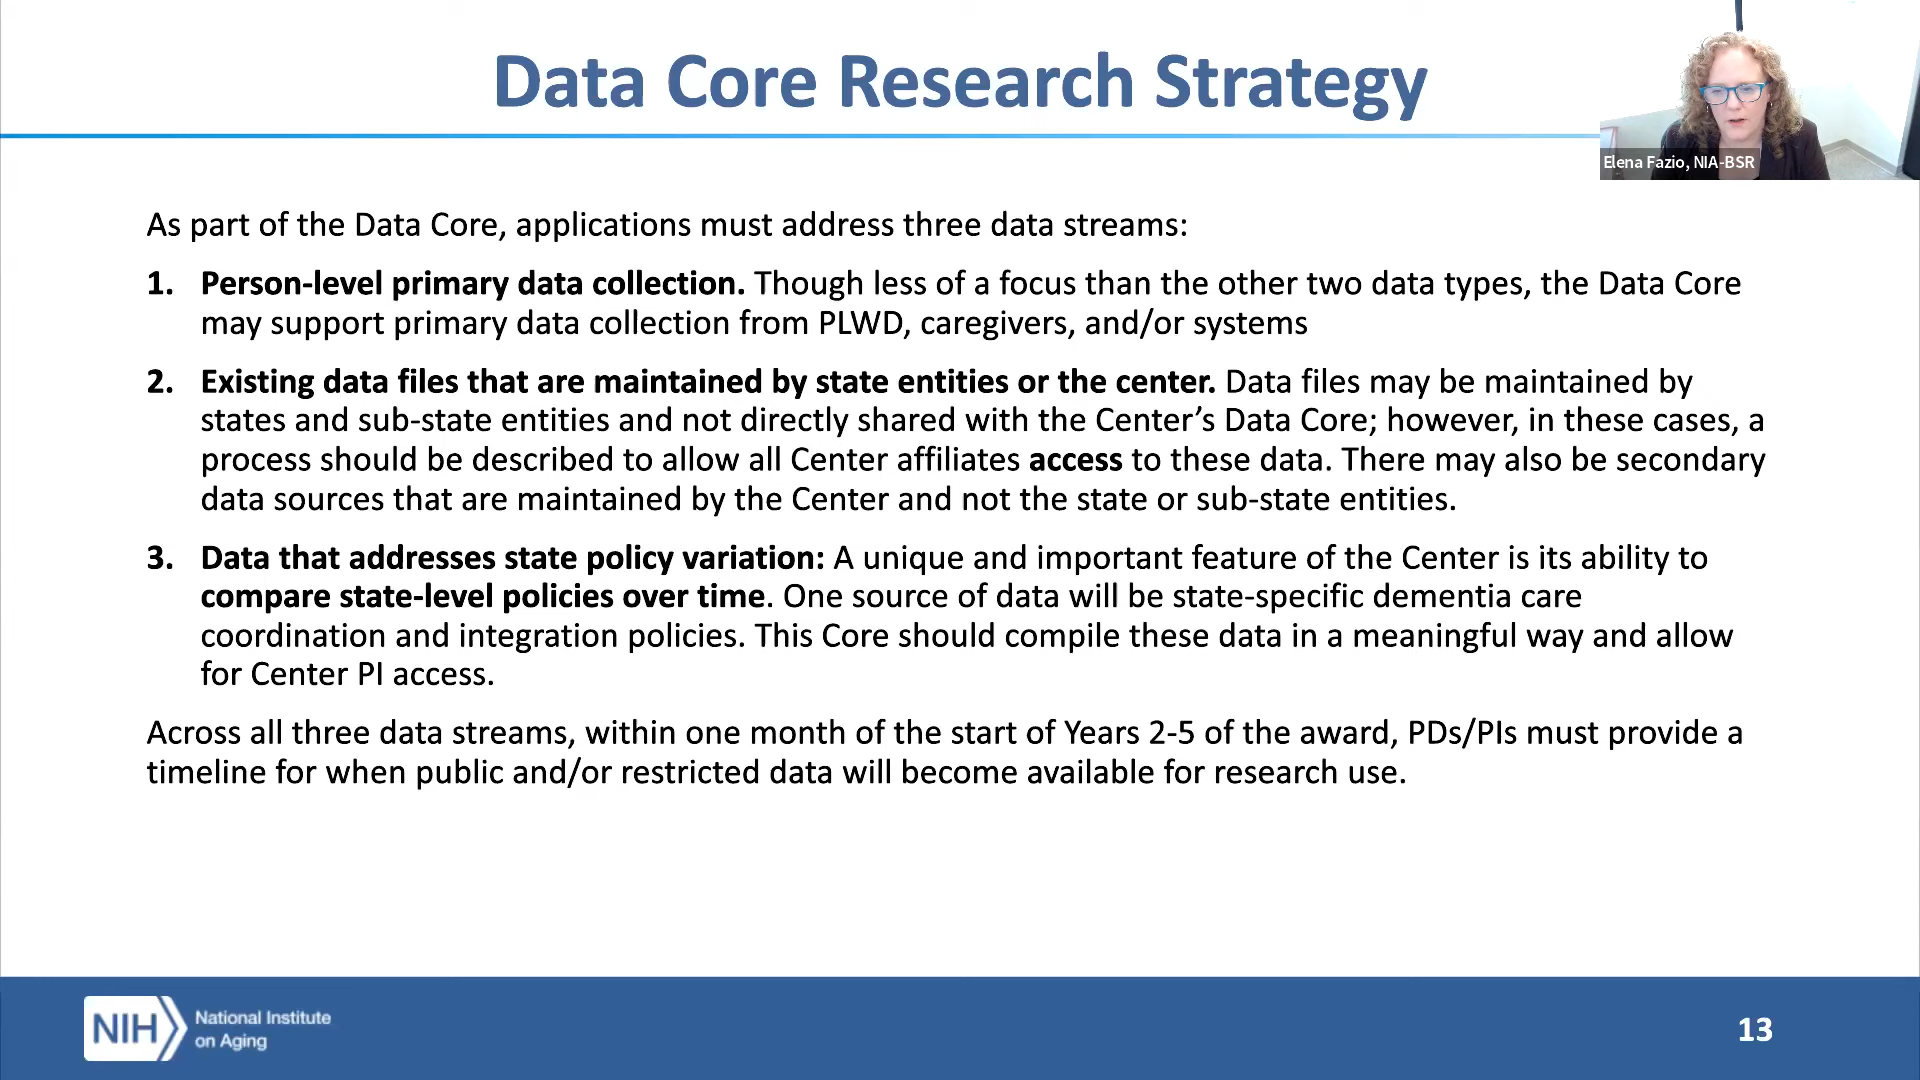 Data Core Research Strategy
Elena Fazio, NIA-BSR
As part of the Data Core, applications must address three data streams:
1. Person-level primary data collection. Though less of a focus than the other two data types, the Data Core
may support primary data collection from PLWD, caregivers, and/or systems
2. Existing data files that are maintained by state entities or the center. Data files may be maintained by
states and sub-state entities and not directly shared with the Center’s Data Core; however, in these cases, a
process should be described to allow all Center affiliates access to these data. There may also be secondary
data sources that are maintained by the Center and not the state or sub-state entities.
3. Data that addresses state policy variation: A unique and important feature of the Center is its ability to
compare state-level policies over time. One source of data will be state-specific dementia care
coordination and integration policies. This Core should compile these data in a meaningful way and allow
for Center PI access.
Across all three data streams, within one month of the start of Years 2-5 of the award, PDs/PIs must provide a
timeline for when public and/or restricted data will become available for research use.
NIH
National Institute
on Aging
13